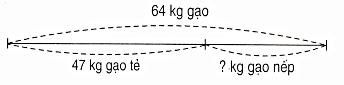 64 kg gạo
47 kg gạo tẻ
? kg gạo nếp